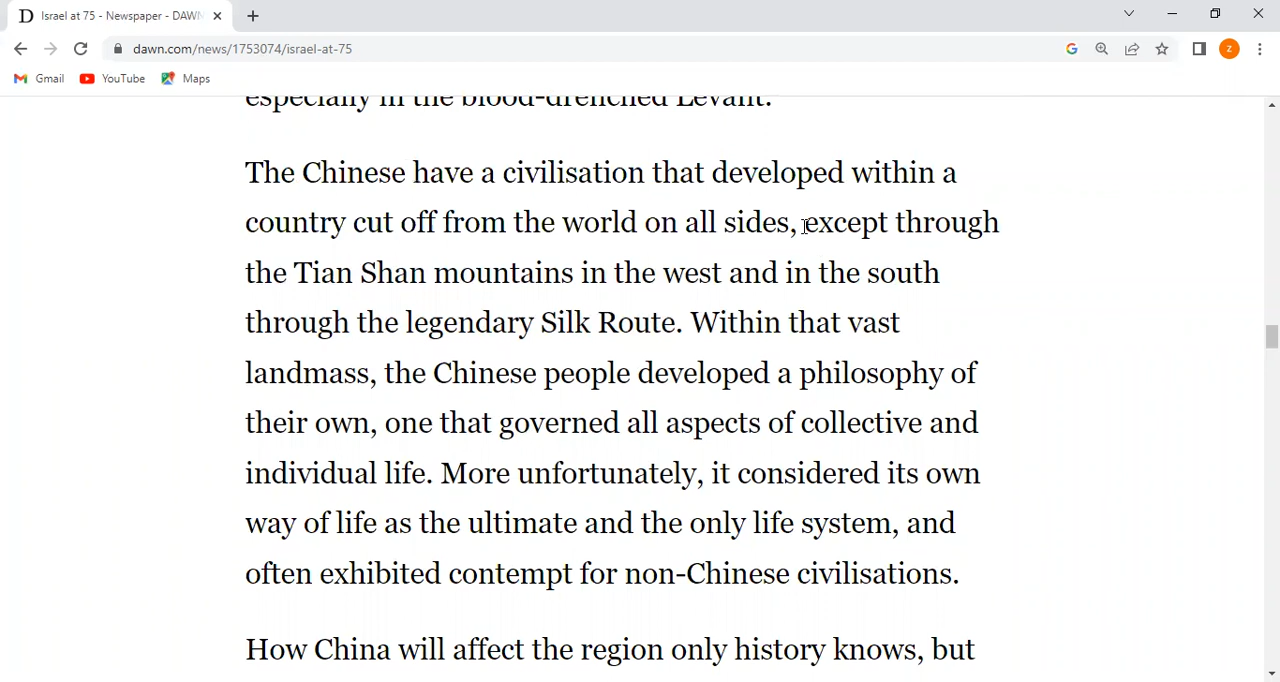 D Israel at 75 - Newspaper - DAWN
dawn.com/news/1753074/israel-at-75
G
z
Gmail YouTube Maps
especially in the blood-drenched Levant.
The Chinese have a civilisation that developed within a
country cut off from the world on all sides, except through
the Tian Shan mountains in the west and in the south
through the legendary Silk Route. Within that vast
landmass, the Chinese people developed a philosophy of
their own, one that governed all aspects of collective and
individual life. More unfortunately, it considered its own
way of life as the ultimate and the only life system, and
often exhibited contempt for non-Chinese civilisations.
How China will affect the region only history knows, but